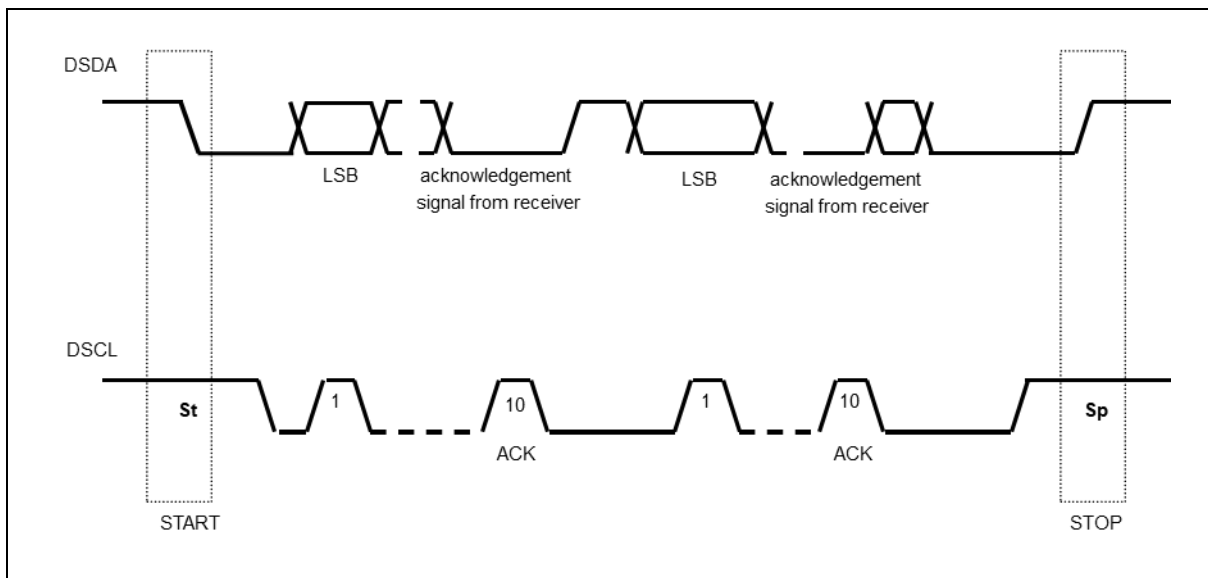 DSDA
LSB
acknowledgement
signal from receiver
LSB
acknowledgement
signal from receiver
DSCL
St
1
10
1
10
Sp
ACK
ACK
START
STOP